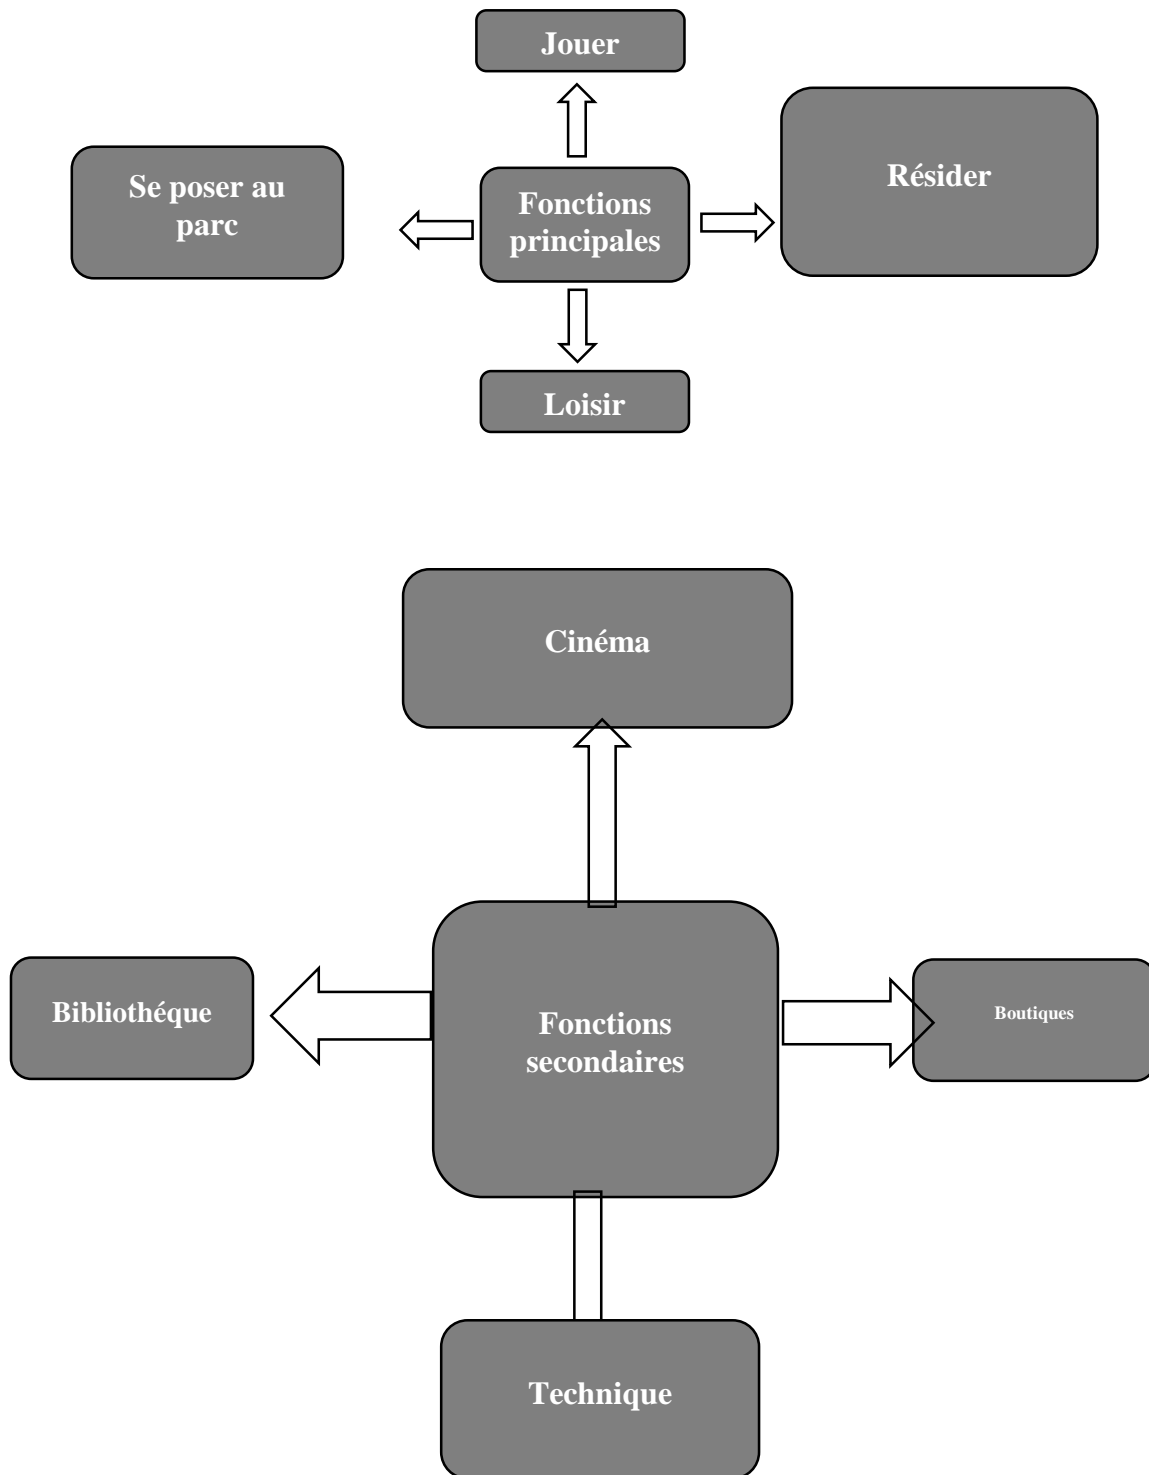 Jouer
Résider
Se poser au
parc
Fonctions
principales
Loisir
Cinéma
Bibliothéque
Fonctions
secondaires
Boutiques
Technique